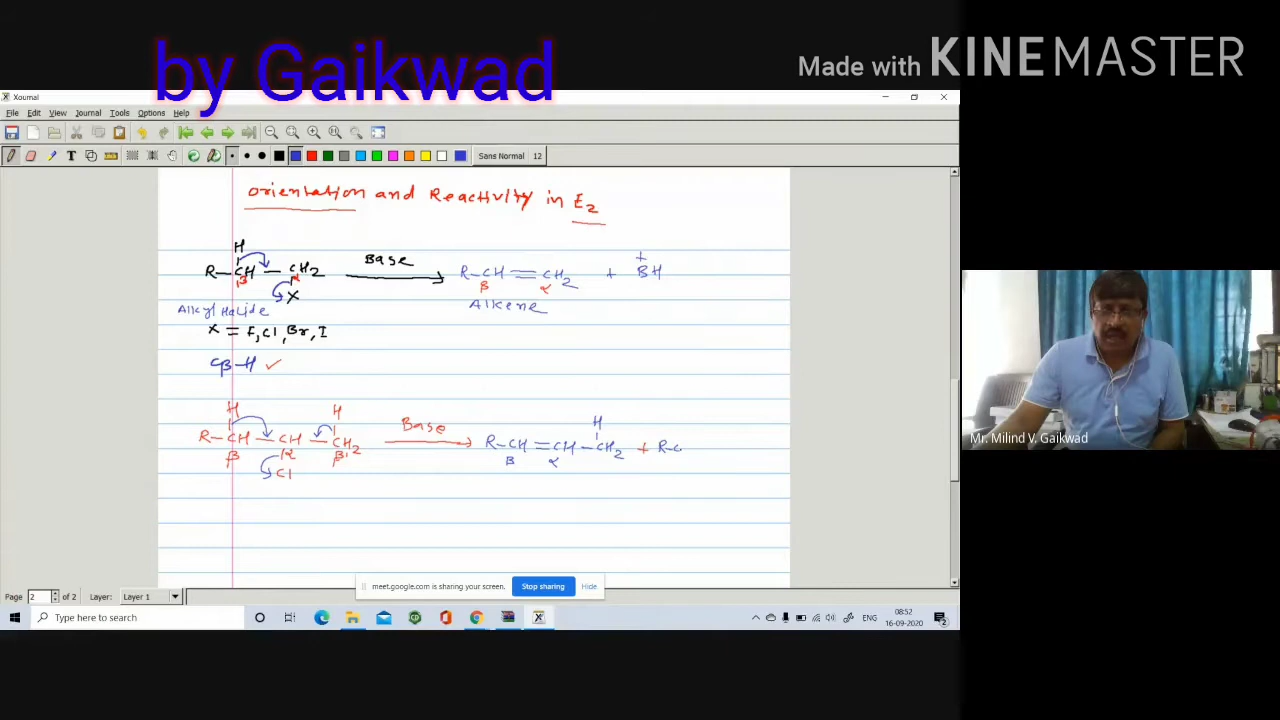 by Gaikwad
Made with KINEMASTER
Xournal
File Edit View Journal Tools Options Help
Sans Normal 12
Orientation and Reactivity in E2
H
R-CH-CH2 Base R-CH=CH2 + BH
+
β α β α
X
Alkyl Halide Alkene
X = F, Cl, Br, I
Cβ-H ✓
H H H
R-CH-CH-CH2 Base R-CH=CH-CH2 + R-C
β α β' β α
Cl
Mr. Milind V. Gaikwad
meet.google.com is sharing your screen. Stop sharing Hide
Page 2 of 2 Layer: Layer 1
Type here to search
ENG
08:52
16-09-2020
2